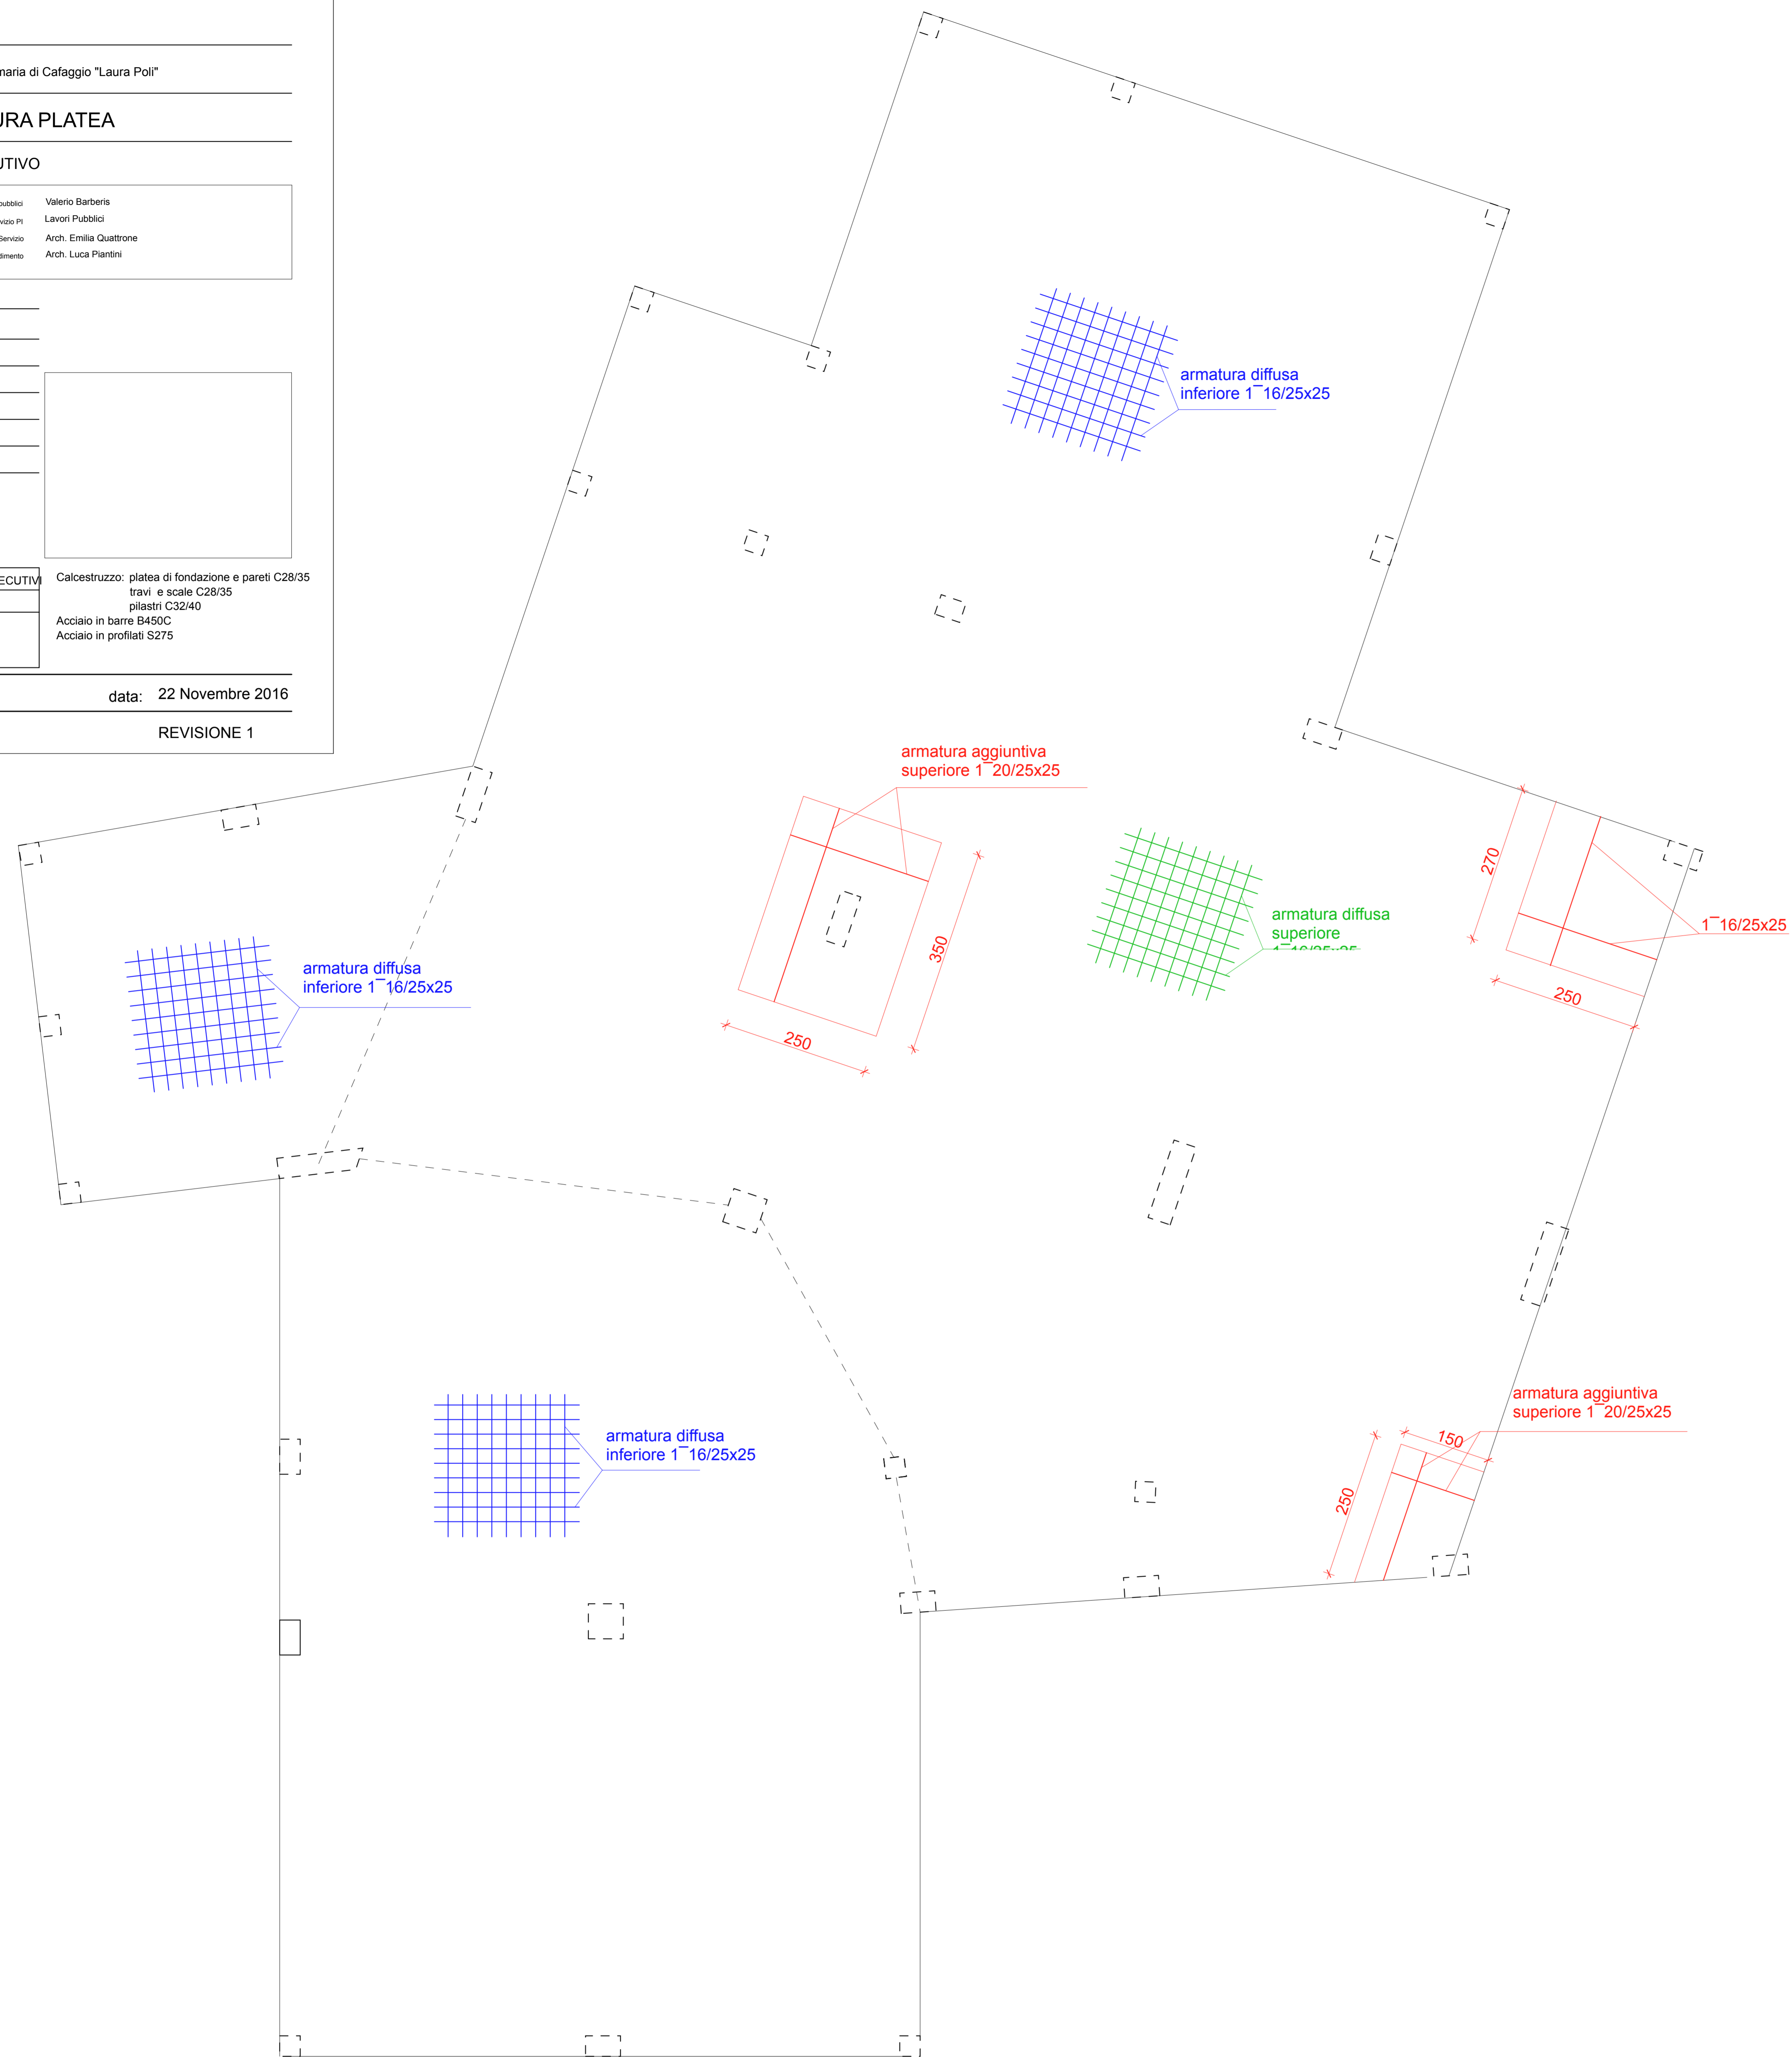 maria di Cafaggio "Laura Poli"
URA PLATEA
UTIVO
pubblici Valerio Barberis
vizio PI Lavori Pubblici
Servizio Arch. Emilia Quattrone
dimento Arch. Luca Piantini
ECUTIVI
Calcestruzzo: platea di fondazione e pareti C28/35
travi e scale C28/35
pilastri C32/40
Acciaio in barre B450C
Acciaio in profilati S275
data: 22 Novembre 2016
REVISIONE 1
armatura diffusa
inferiore 1¯16/25x25
armatura aggiuntiva
superiore 1¯20/25x25
350
250
armatura diffusa
superiore
1¯16/25x25
270
250
1¯16/25x25
armatura diffusa
inferiore 1¯16/25x25
armatura diffusa
inferiore 1¯16/25x25
armatura aggiuntiva
superiore 1¯20/25x25
150
250